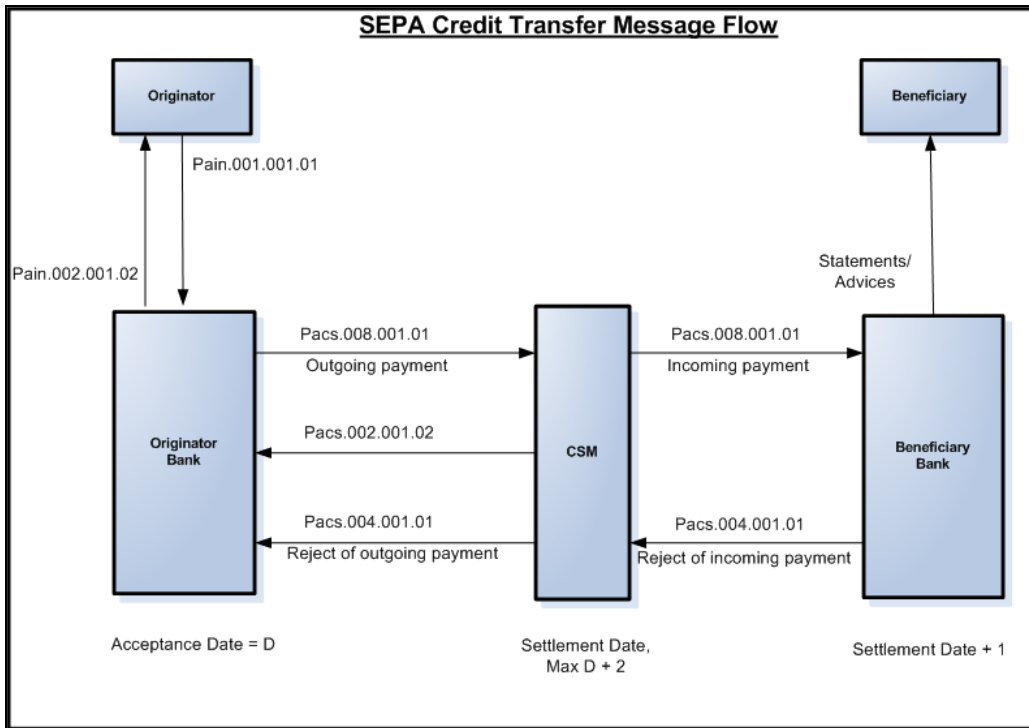 SEPA Credit Transfer Message Flow
Originator
Beneficiary
Pain.001.001.01
Pain.002.001.02
Statements/
Advices
Pacs.008.001.01
Outgoing payment
Pacs.008.001.01
Incoming payment
Originator
Bank
Pacs.002.001.02
CSM
Beneficiary
Bank
Pacs.004.001.01
Reject of outgoing payment
Pacs.004.001.01
Reject of incoming payment
Acceptance Date = D
Settlement Date,
Max D + 2
Settlement Date + 1